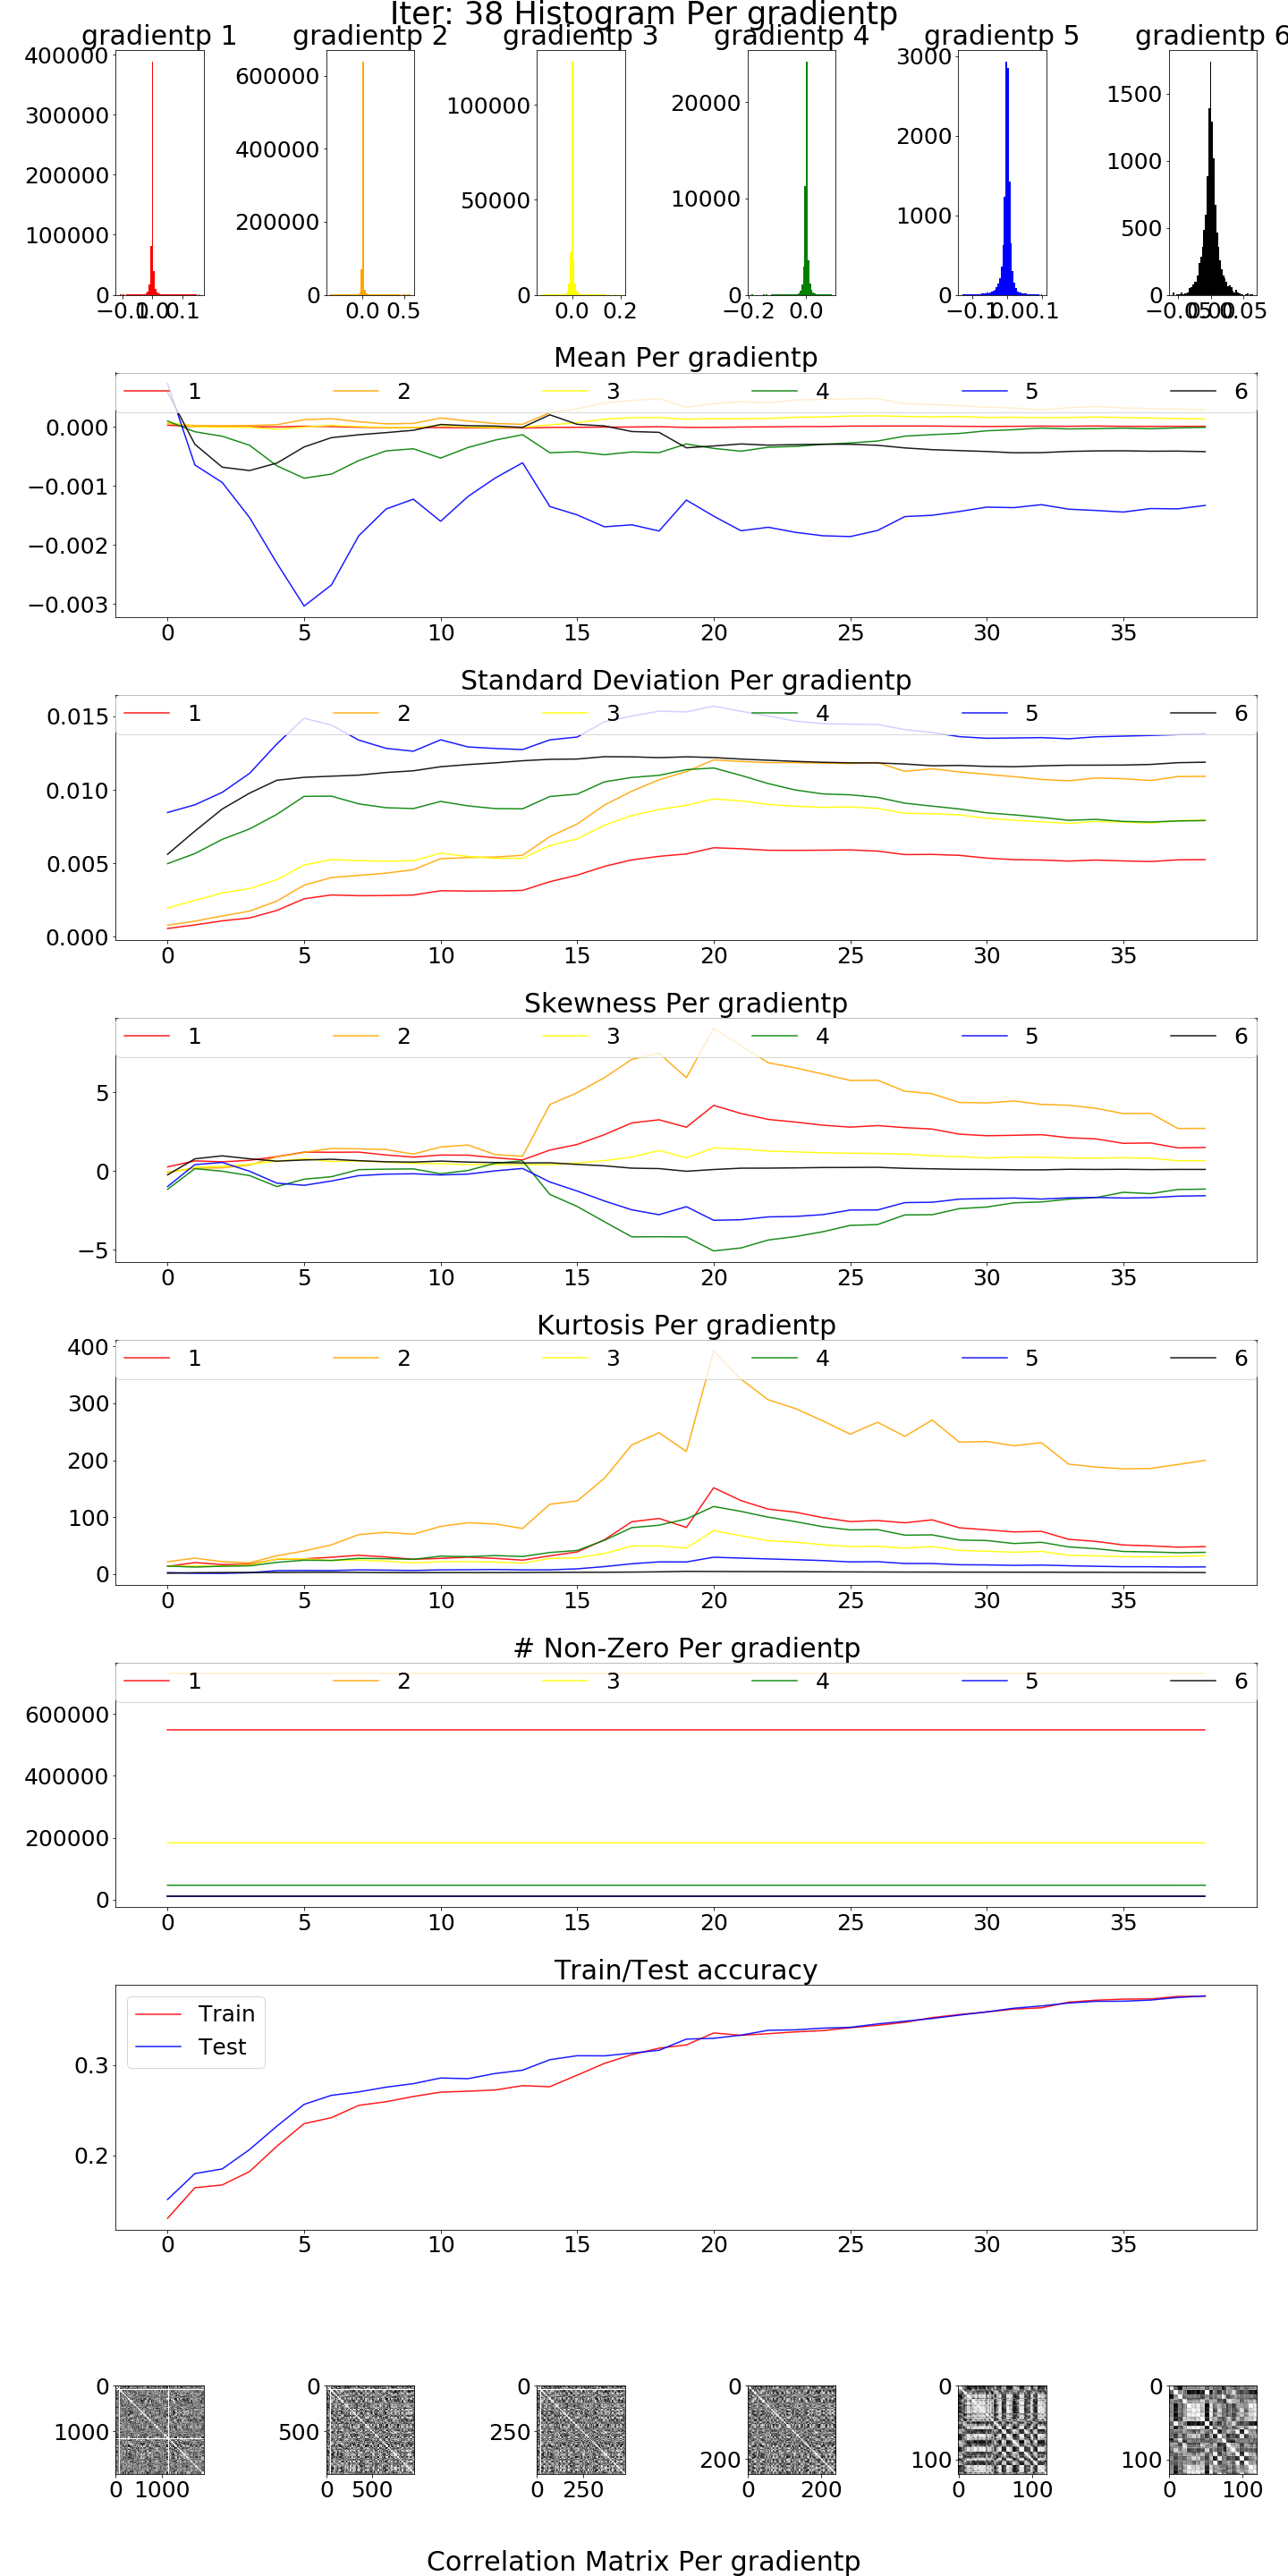 Iter: 38 Histogram Per gradientp
gradientp 1 gradientp 2 gradientp 3 gradientp 4 gradientp 5 gradientp 6
400000
300000
200000
100000
0
−0.1 0.0 0.1
600000
400000
200000
0
0.0 0.5
100000
50000
0
0.0 0.2
20000
10000
0
−0.2 0.0
3000
2000
1000
0
−0.1 0.0 0.1
1500
1000
500
0
−0.05 0.00 0.05
Mean Per gradientp
1 2 3 4 5 6
0.000
−0.001
−0.002
−0.003
0 5 10 15 20 25 30 35
Standard Deviation Per gradientp
1 2 3 4 5 6
0.015
0.010
0.005
0.000
0 5 10 15 20 25 30 35
Skewness Per gradientp
1 2 3 4 5 6
5
0
−5
0 5 10 15 20 25 30 35
Kurtosis Per gradientp
1 2 3 4 5 6
400
300
200
100
0
0 5 10 15 20 25 30 35
# Non-Zero Per gradientp
1 2 3 4 5 6
600000
400000
200000
0
0 5 10 15 20 25 30 35
Train/Test accuracy
Train
Test
0.3
0.2
0 5 10 15 20 25 30 35
0
1000
0 1000
0
500
0 500
0
250
0 250
0
200
0 200
0
100
0 100
0
100
0 100
Correlation Matrix Per gradientp